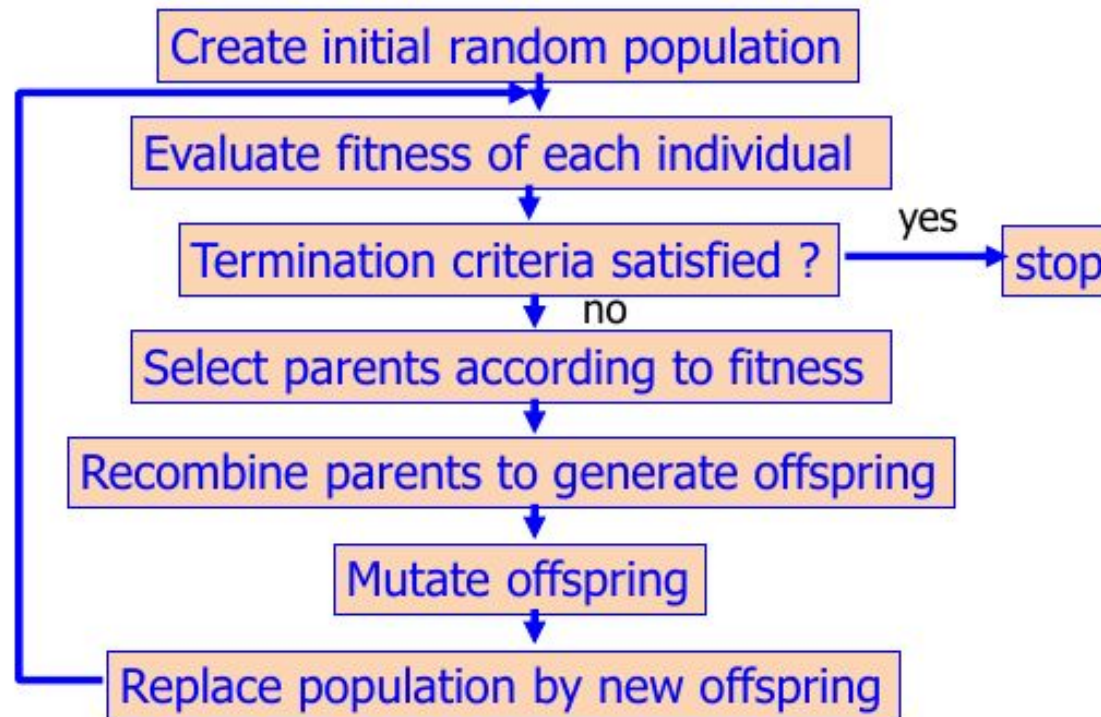 Create initial random population
Evaluate fitness of each individual
yes
Termination criteria satisfied ?
stop
no
Select parents according to fitness
Recombine parents to generate offspring
Mutate offspring
Replace population by new offspring